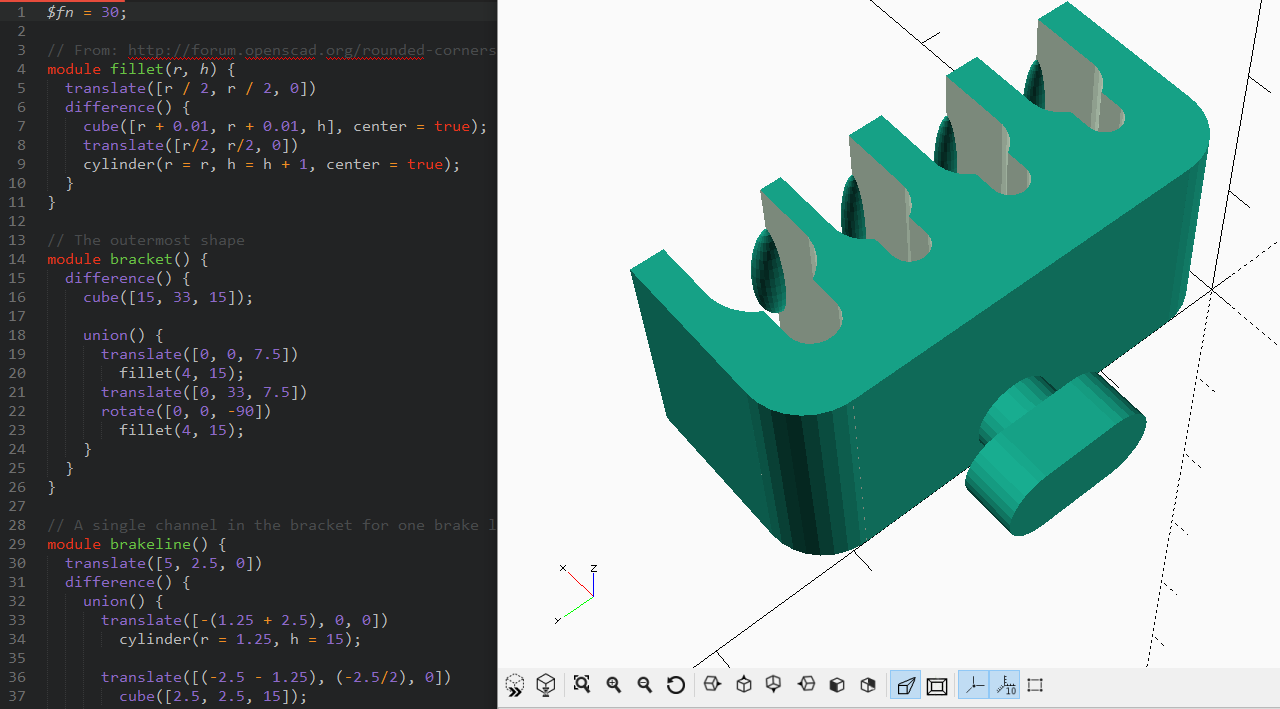 1 $fn = 30;
2
3 // From: http://forum.openscad.org/rounded-corners
4 module fillet(r, h) {
5 translate([r / 2, r / 2, 0])
6 difference() {
7 cube([r + 0.01, r + 0.01, h], center = true);
8 translate([r/2, r/2, 0])
9 cylinder(r = r, h = h + 1, center = true);
10 }
11 }
12
13 // The outermost shape
14 module bracket() {
15 difference() {
16 cube([15, 33, 15]);
17
18 union() {
19 translate([0, 0, 7.5])
20 fillet(4, 15);
21 translate([0, 33, 7.5])
22 rotate([0, 0, -90])
23 fillet(4, 15);
24 }
25 }
26 }
27
28 // A single channel in the bracket for one brake l
29 module brakeline() {
30 translate([5, 2.5, 0])
31 difference() {
32 union() {
33 translate([-(1.25 + 2.5), 0, 0])
34 cylinder(r = 1.25, h = 15);
35
36 translate([(-2.5 - 1.25), (-2.5/2), 0])
37 cube([2.5, 2.5, 15]);
x
z
y
10